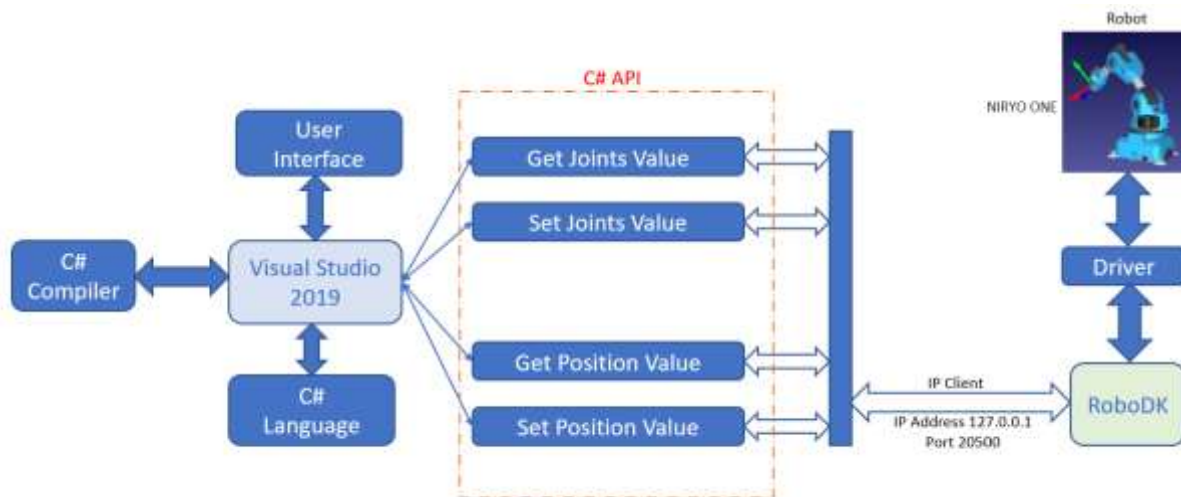 Robot
C# API
NIRYO ONE
User
Interface
Get Joints Value
Set Joints Value
C#
Compiler
Visual Studio
2019
Driver
Get Position Value
C#
Language
Set Position Value
IP Client
IP Address 127.0.0.1
Port 20500
RoboDK